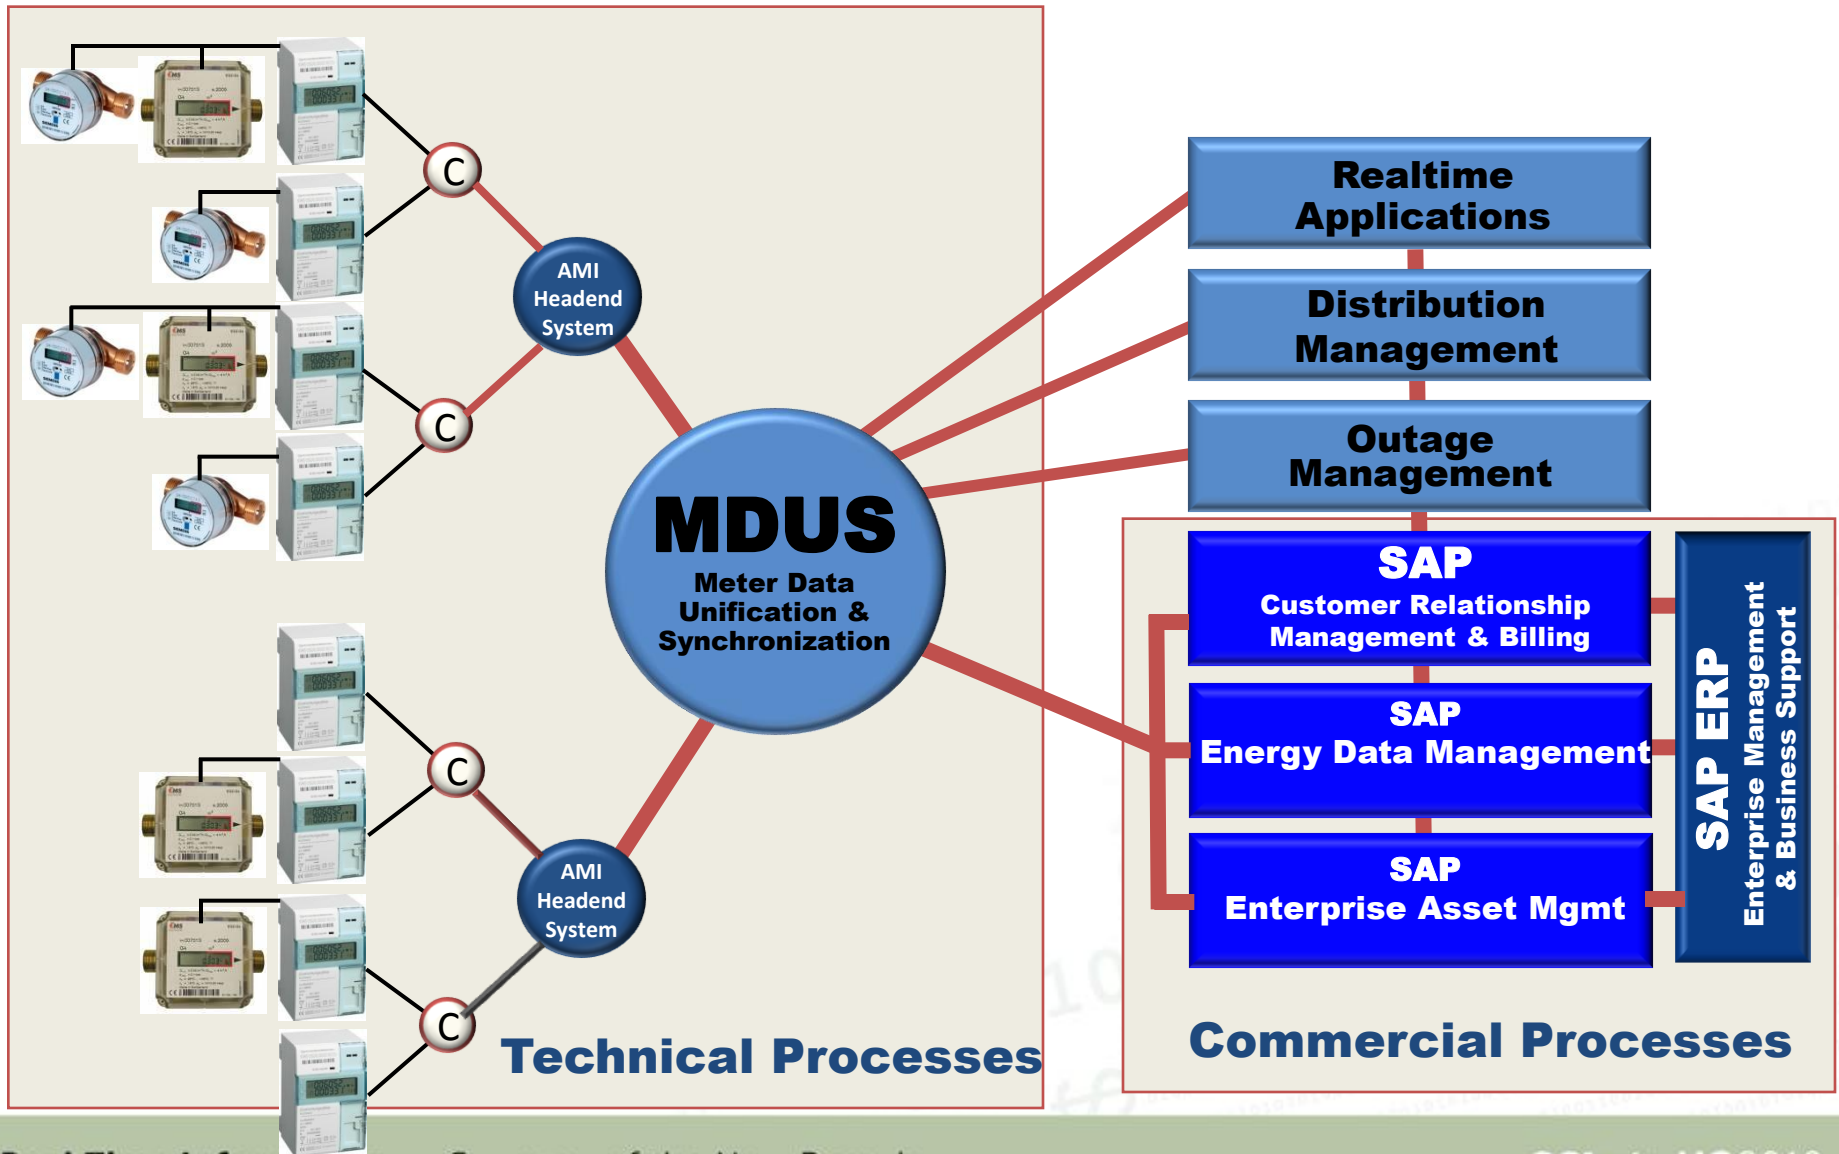 C
C
AMI
Headend
System
MDUS
Meter Data
Unification &
Synchronization
C
C
AMI
Headend
System
Technical Processes
Realtime
Applications
Distribution
Management
Outage
Management
SAP
Customer Relationship
Management & Billing
SAP
Energy Data Management
SAP
Enterprise Asset Mgmt
SAP ERP
Enterprise Management
& Business Support
Commercial Processes